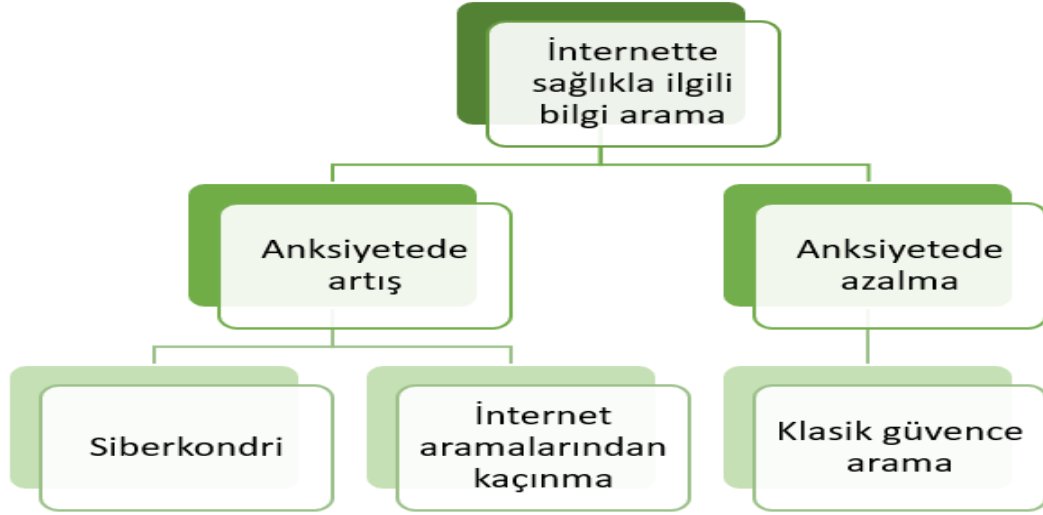 İnternette
sağlıkla ilgili
bilgi arama
Anksiyetede
artış
Anksiyetede
azalma
Siberkondri
İnternet
aramalarından
kaçınma
Klasik güvence
arama